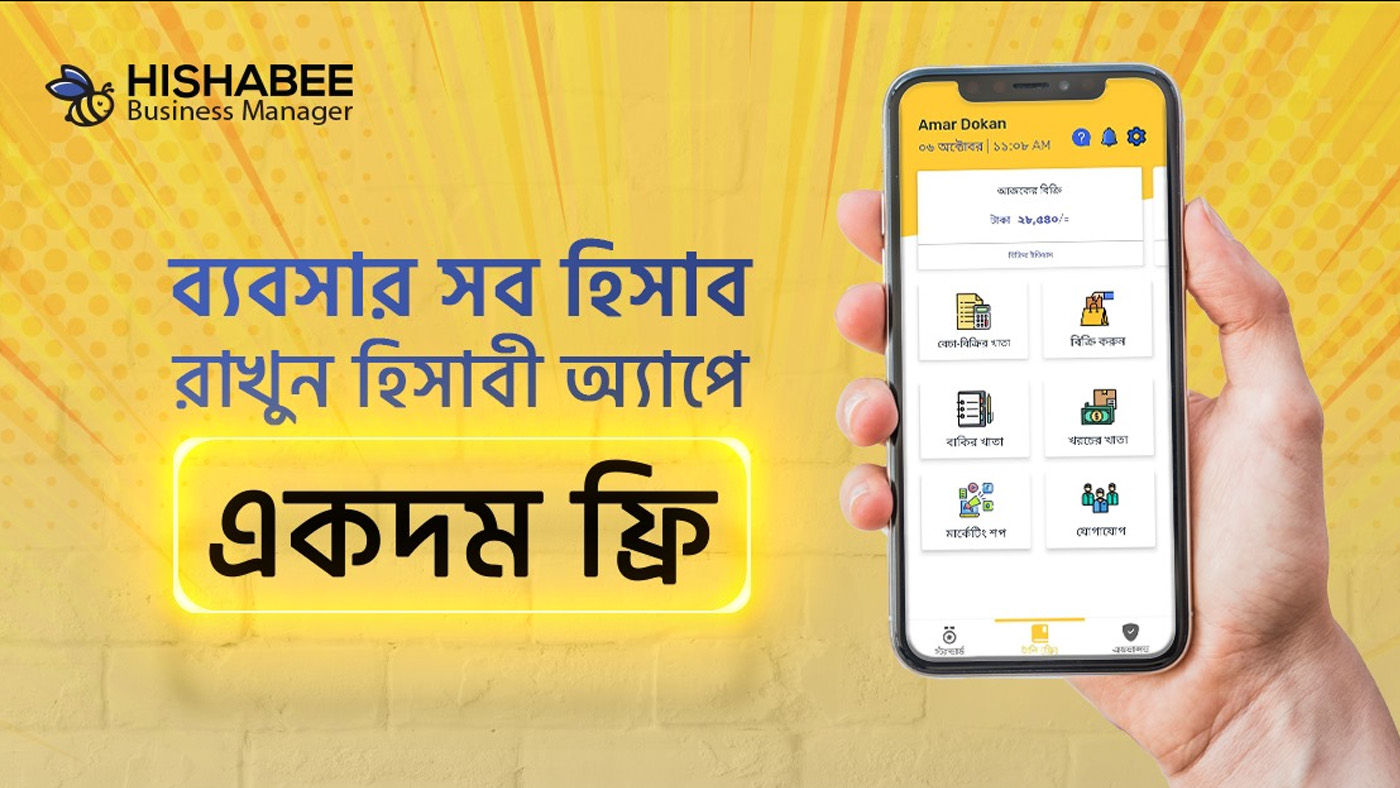 HISHABEE
Business Manager
ব্যবসার সব হিসাব
রাখুন হিসাবী অ্যাপে
একদম ফ্রি
Amar Dokan
০৬ অক্টোবর | ১১:০৮ AM
আজকের বিক্রি
টাকা ২৮,৫৪০/=
বিক্রির ইতিহাস
বেচা-বিক্রির খাতা
বিক্রি করুন
বাকির খাতা
খরচের খাতা
মার্কেটিং শপ
যোগাযোগ